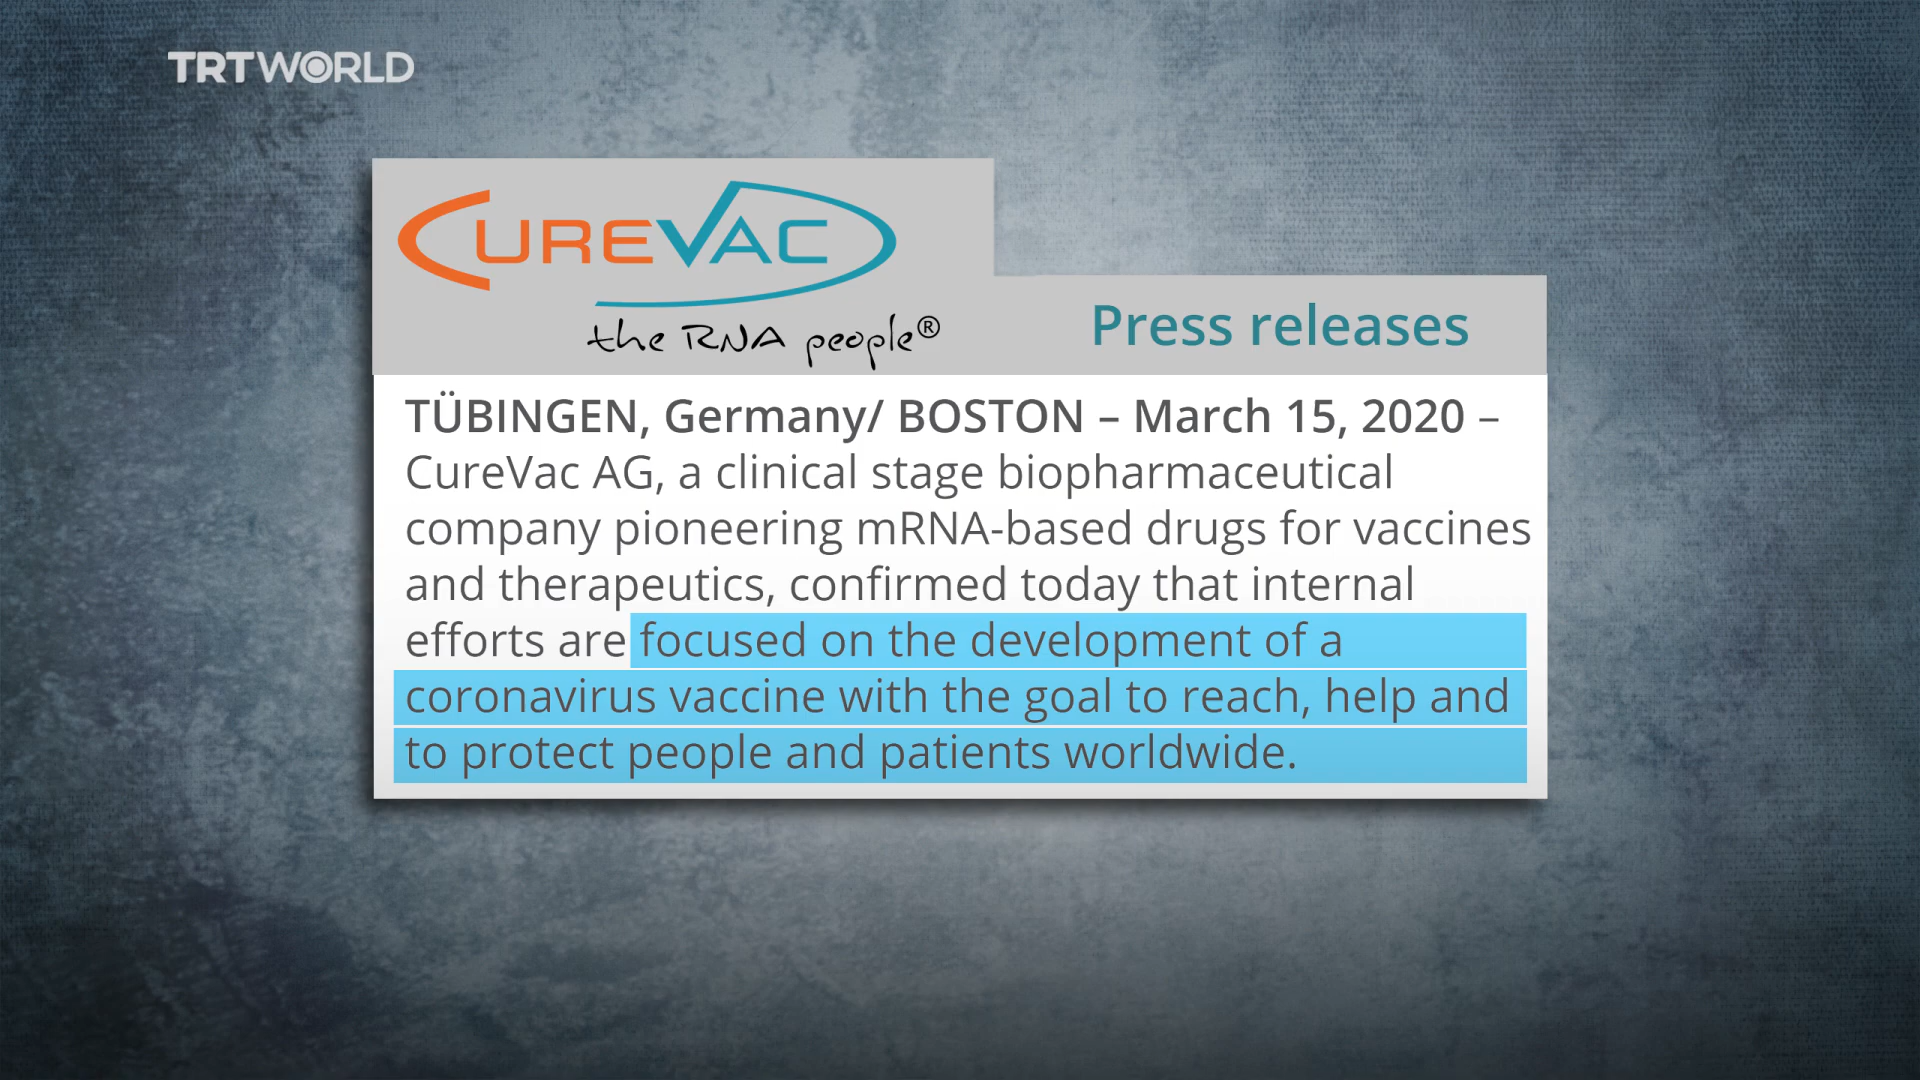 TRTWORLD
CUREVAC
the RNA people®
Press releases
TÜBINGEN, Germany/ BOSTON – March 15, 2020 –
CureVac AG, a clinical stage biopharmaceutical
company pioneering mRNA-based drugs for vaccines
and therapeutics, confirmed today that internal
efforts are focused on the development of a
coronavirus vaccine with the goal to reach, help and
to protect people and patients worldwide.